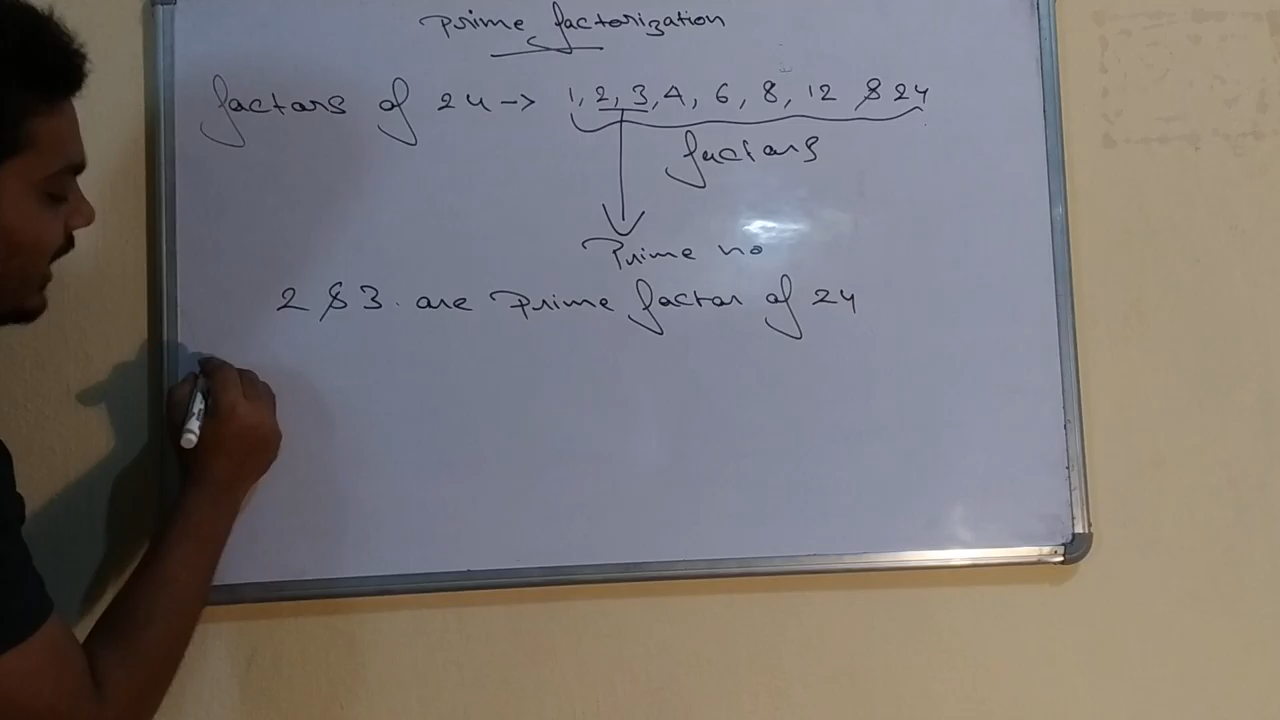 Prime factorization
factors of 24 -> 1, 2, 3, 4, 6, 8, 12 & 24
factors
Prime no
2 & 3. are Prime factor of 24